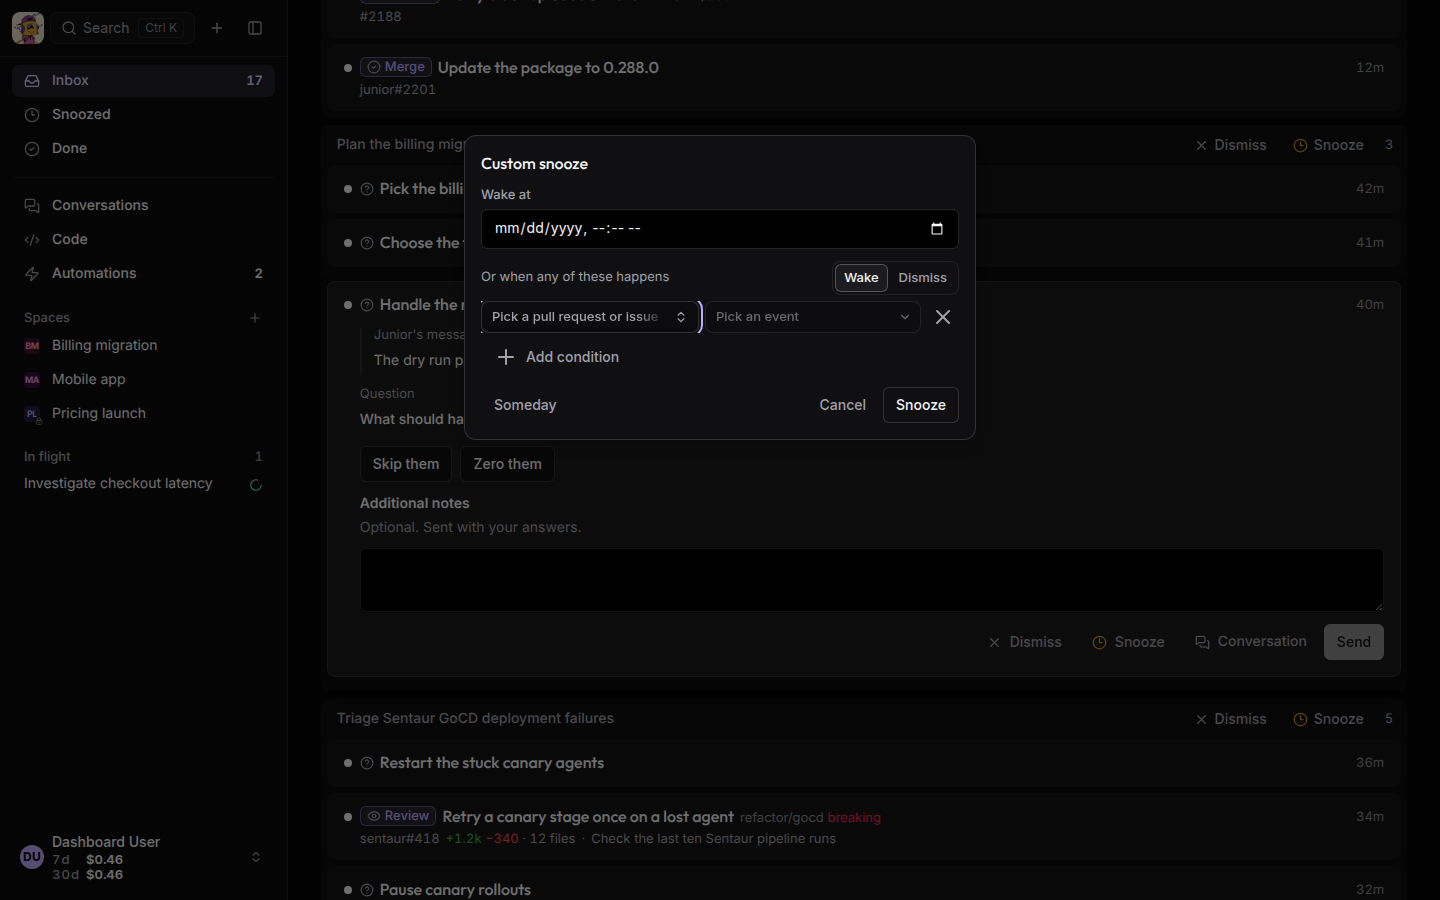 Search Ctrl K
Inbox 17
Snoozed
Done
Conversations
Code
Automations 2
Spaces
BM Billing migration
MA Mobile app
PL Pricing launch
In flight 1
Investigate checkout latency
DU Dashboard User
7d $0.46
30d $0.46
#2188
Merge Update the package to 0.288.0 12m
junior#2201
Plan the billing mig Dismiss Snooze 3
Pick the billi 42m
Choose the 41m
Handle the 40m
Junior's messa
The dry run p
Question
What should ha
Skip them Zero them
Additional notes
Optional. Sent with your answers.
Dismiss Snooze Conversation Send
Custom snooze
Wake at
mm/dd/yyyy, --:-- --
Or when any of these happens Wake Dismiss
Pick a pull request or issue Pick an event
Add condition
Someday Cancel Snooze
Triage Sentaur GoCD deployment failures Dismiss Snooze 5
Restart the stuck canary agents 36m
Review Retry a canary stage once on a lost agent refactor/gocd breaking 34m
sentaur#418 +1.2k −340 · 12 files · Check the last ten Sentaur pipeline runs
Pause canary rollouts 32m